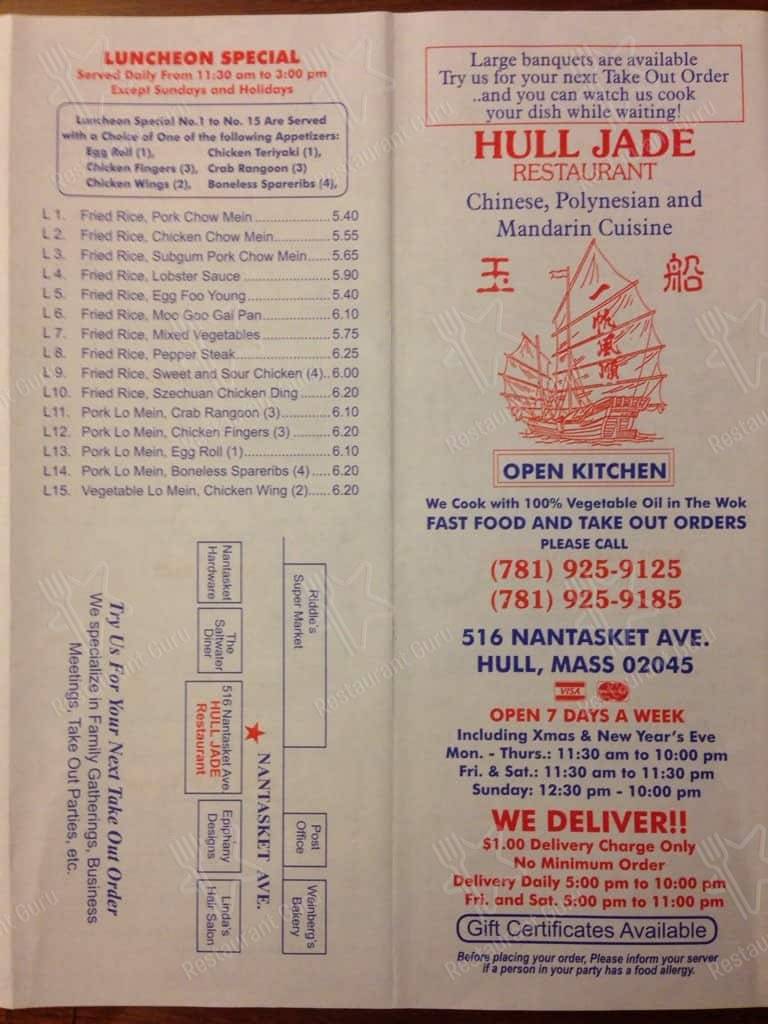 LUNCHEON SPECIAL
Served Daily From 11:30 am to 3:00 pm
Except Sundays and Holidays
Luncheon Special No.1 to No. 15 Are Served
with a Choice of One of the following Appetizers:
Egg Roll (1), Chicken Teriyaki (1),
Chicken Fingers (3), Crab Rangoon (3)
Chicken Wings (2), Boneless Spareribs (4),
L 1. Fried Rice, Pork Chow Mein 5.40
L 2. Fried Rice, Chicken Chow Mein 5.55
L 3. Fried Rice, Subgum Pork Chow Mein 5.65
L 4. Fried Rice, Lobster Sauce 5.90
L 5. Fried Rice, Egg Foo Young 5.40
L 6. Fried Rice, Moo Goo Gai Pan 6.10
L 7. Fried Rice, Mixed Vegetables 5.75
L 8. Fried Rice, Pepper Steak 6.25
L 9. Fried Rice, Sweet and Sour Chicken (4) 6.00
L10. Fried Rice, Szechuan Chicken Ding 6.20
L11. Pork Lo Mein, Crab Rangoon (3) 6.10
L12. Pork Lo Mein, Chicken Fingers (3) 6.20
L13. Pork Lo Mein, Egg Roll (1) 6.10
L14. Pork Lo Mein, Boneless Spareribs (4) 6.20
L15. Vegetable Lo Mein, Chicken Wing (2) 6.20
Riddle's
Super Market
Post
Office
Wainberg's
Bakery
NANTASKET AVE.
Nantasket
Hardware
The
Saltwater
Diner
516 Nantasket Ave.
HULL JADE
Restaurant
Epiphany
Designs
Linda's
Hair Salon
Try Us For Your Next Take Out Order
We specialize in Family Gatherings, Business
Meetings, Take Out Parties, etc.
Large banquets are available
Try us for your next Take Out Order
..and you can watch us cook
your dish while waiting!
HULL JADE
RESTAURANT
Chinese, Polynesian and
Mandarin Cuisine
玉 船
一帆風順
OPEN KITCHEN
We Cook with 100% Vegetable Oil in The Wok
FAST FOOD AND TAKE OUT ORDERS
PLEASE CALL
(781) 925-9125
(781) 925-9185
516 NANTASKET AVE.
HULL, MASS 02045
VISA
OPEN 7 DAYS A WEEK
Including Xmas & New Year's Eve
Mon. - Thurs.: 11:30 am to 10:00 pm
Fri. & Sat.: 11:30 am to 11:30 pm
Sunday: 12:30 pm - 10:00 pm
WE DELIVER!!
$1.00 Delivery Charge Only
No Minimum Order
Delivery Daily 5:00 pm to 10:00 pm
Fri. and Sat. 5:00 pm to 11:00 pm
Gift Certificates Available
Before placing your order, Please inform your server
if a person in your party has a food allergy.
Restaurant Guru